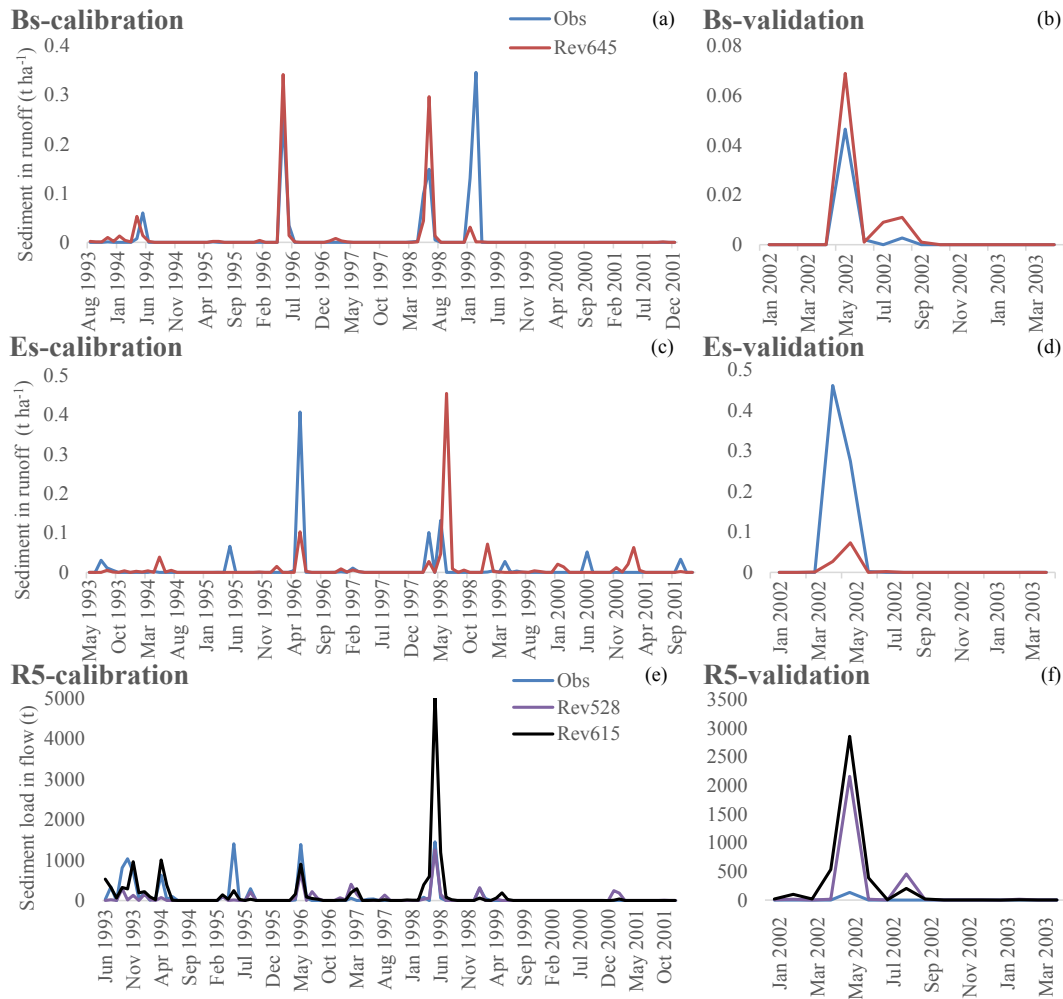 Bs-calibration
(a)
Obs
Rev645
Sediment in runoff (t ha⁻¹)
0.4
0.3
0.2
0.1
0
Aug 1993
Jan 1994
Jun 1994
Nov 1994
Apr 1995
Sep 1995
Feb 1996
Jul 1996
Dec 1996
May 1997
Oct 1997
Mar 1998
Aug 1998
Jan 1999
Jun 1999
Nov 1999
Apr 2000
Sep 2000
Feb 2001
Jul 2001
Dec 2001
Bs-validation
(b)
0.08
0.06
0.04
0.02
0
Jan 2002
Mar 2002
May 2002
Jul 2002
Sep 2002
Nov 2002
Jan 2003
Mar 2003
Es-calibration
(c)
Sediment in runoff (t ha⁻¹)
0.5
0.4
0.3
0.2
0.1
0
May 1993
Oct 1993
Mar 1994
Aug 1994
Jan 1995
Jun 1995
Nov 1995
Apr 1996
Sep 1996
Feb 1997
Jul 1997
Dec 1997
May 1998
Oct 1998
Mar 1999
Aug 1999
Jan 2000
Jun 2000
Nov 2000
Apr 2001
Sep 2001
Es-validation
(d)
0.5
0.4
0.3
0.2
0.1
0
Jan 2002
Mar 2002
May 2002
Jul 2002
Sep 2002
Nov 2002
Jan 2003
Mar 2003
R5-calibration
(e)
Obs
Rev528
Rev615
Sediment load in flow (t)
5000
4000
3000
2000
1000
0
Jun 1993
Nov 1993
Apr 1994
Sep 1994
Feb 1995
Jul 1995
Dec 1995
May 1996
Oct 1996
Mar 1997
Aug 1997
Jan 1998
Jun 1998
Nov 1998
Apr 1999
Sep 1999
Feb 2000
Jul 2000
Dec 2000
May 2001
Oct 2001
R5-validation
(f)
3500
3000
2500
2000
1500
1000
500
0
Jan 2002
Mar 2002
May 2002
Jul 2002
Sep 2002
Nov 2002
Jan 2003
Mar 2003